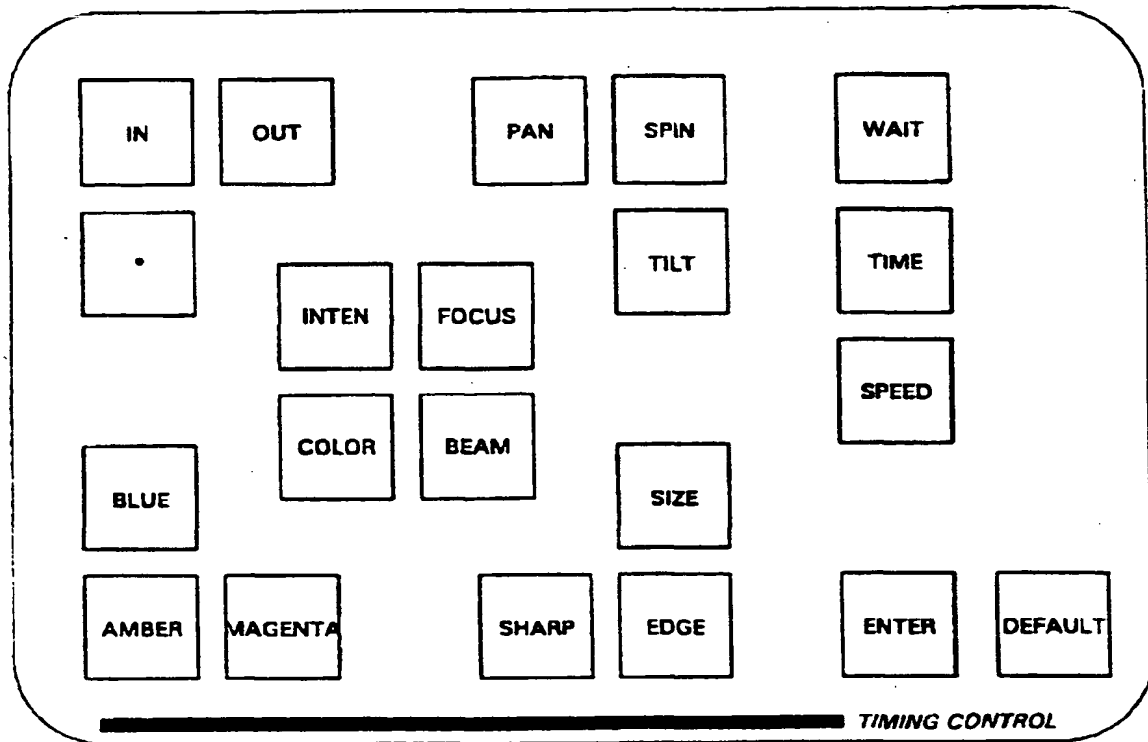 IN OUT PAN SPIN WAIT
• TILT TIME
INTEN FOCUS
SPEED
COLOR BEAM
BLUE SIZE
AMBER MAGENTA SHARP EDGE ENTER DEFAULT
TIMING CONTROL